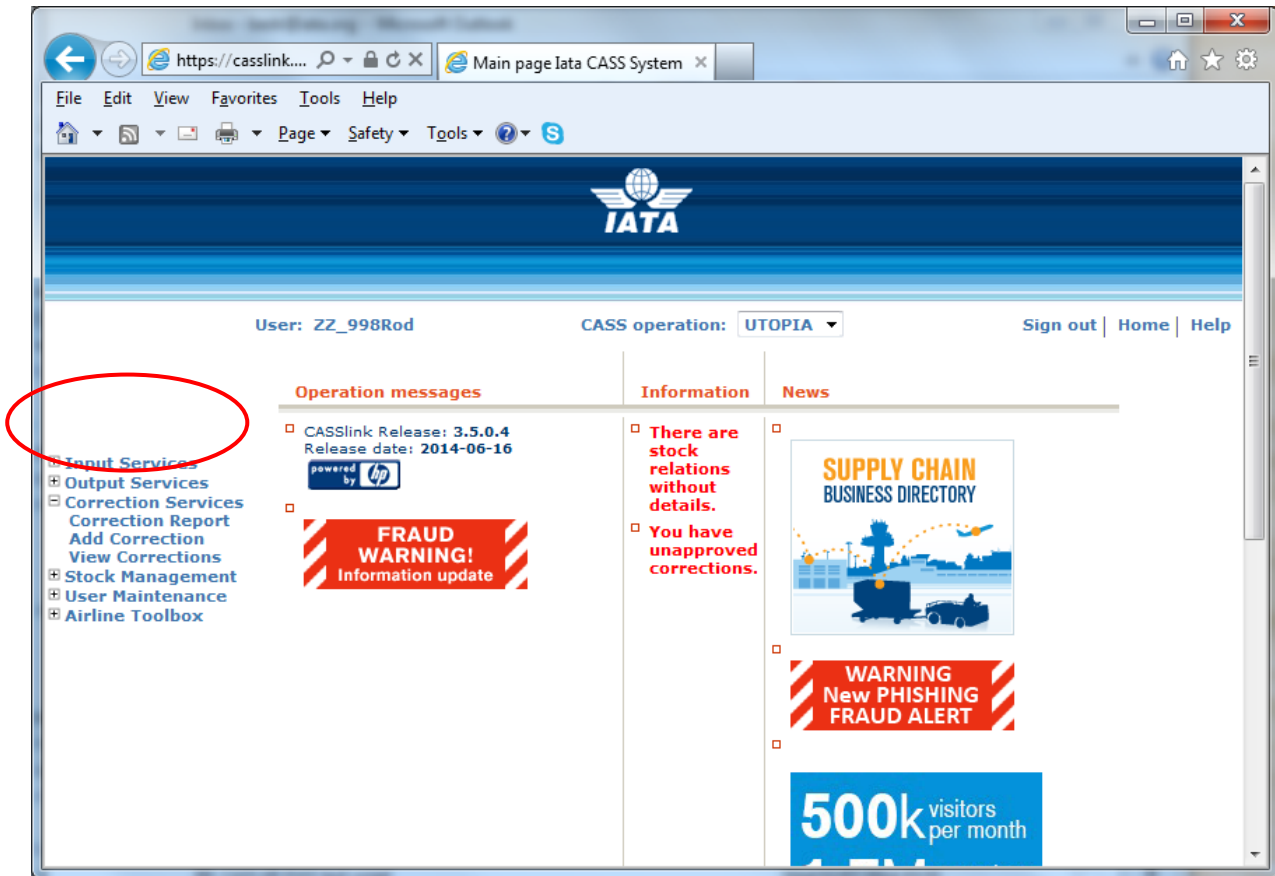 https://casslink....
Main page Iata CASS System
File Edit View Favorites Tools Help
Page Safety Tools
IATA
User: ZZ_998Rod
CASS operation: UTOPIA
Sign out | Home | Help
Input Services
Output Services
Correction Services
Correction Report
Add Correction
View Corrections
Stock Management
User Maintenance
Airline Toolbox
Operation messages
CASSlink Release: 3.5.0.4
Release date: 2014-06-16
powered
by hp
FRAUD
WARNING!
Information update
Information
There are
stock
relations
without
details.
You have
unapproved
corrections.
News
SUPPLY CHAIN
BUSINESS DIRECTORY
WARNING
New PHISHING
FRAUD ALERT
500k visitors
per month